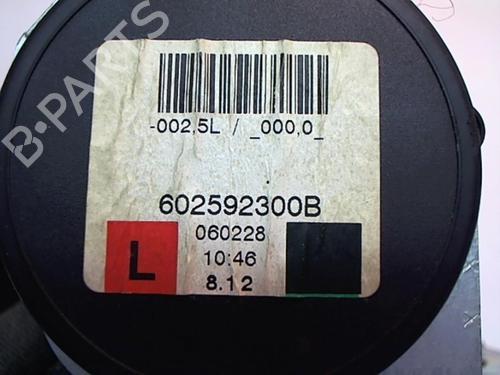 B-PARTS
-002,5L / _000,0_
602592300B
060228
L
10:46
8.12